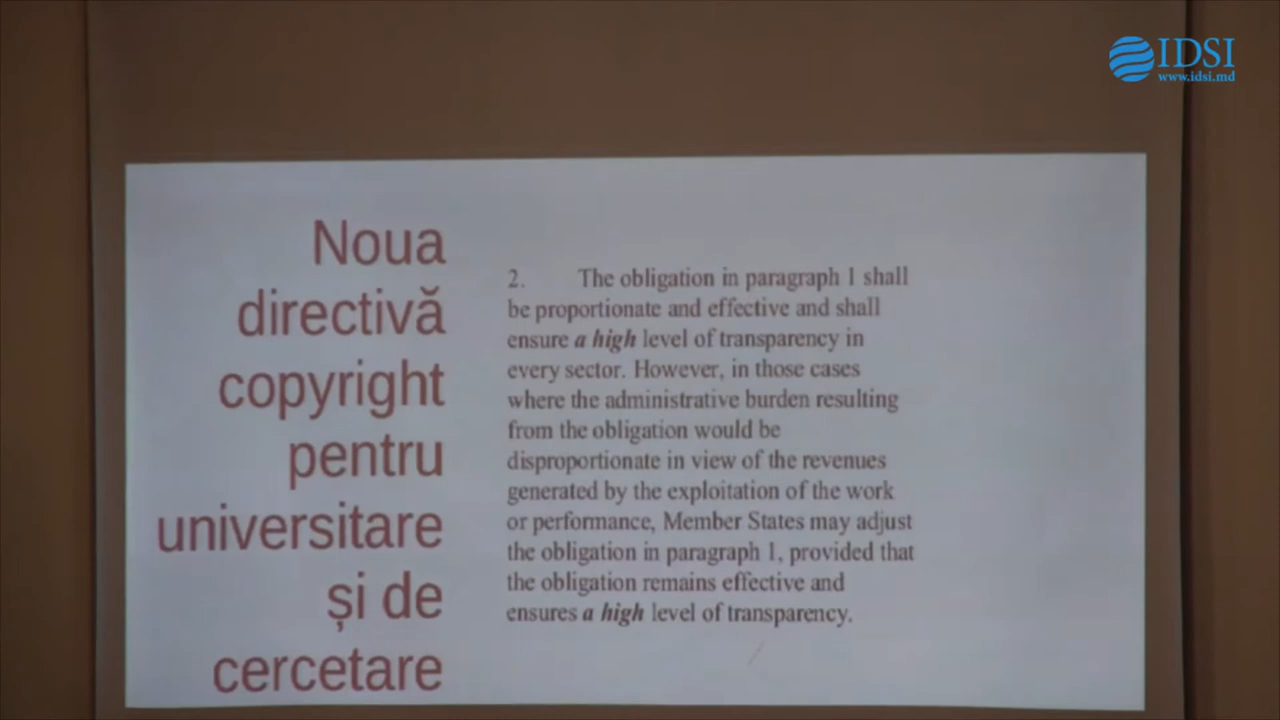 IDSI
www.idsi.md
Noua
directivă
copyright
pentru
universitare
și de
cercetare
2. The obligation in paragraph 1 shall
be proportionate and effective and shall
ensure a high level of transparency in
every sector. However, in those cases
where the administrative burden resulting
from the obligation would be
disproportionate in view of the revenues
generated by the exploitation of the work
or performance, Member States may adjust
the obligation in paragraph 1, provided that
the obligation remains effective and
ensures a high level of transparency.